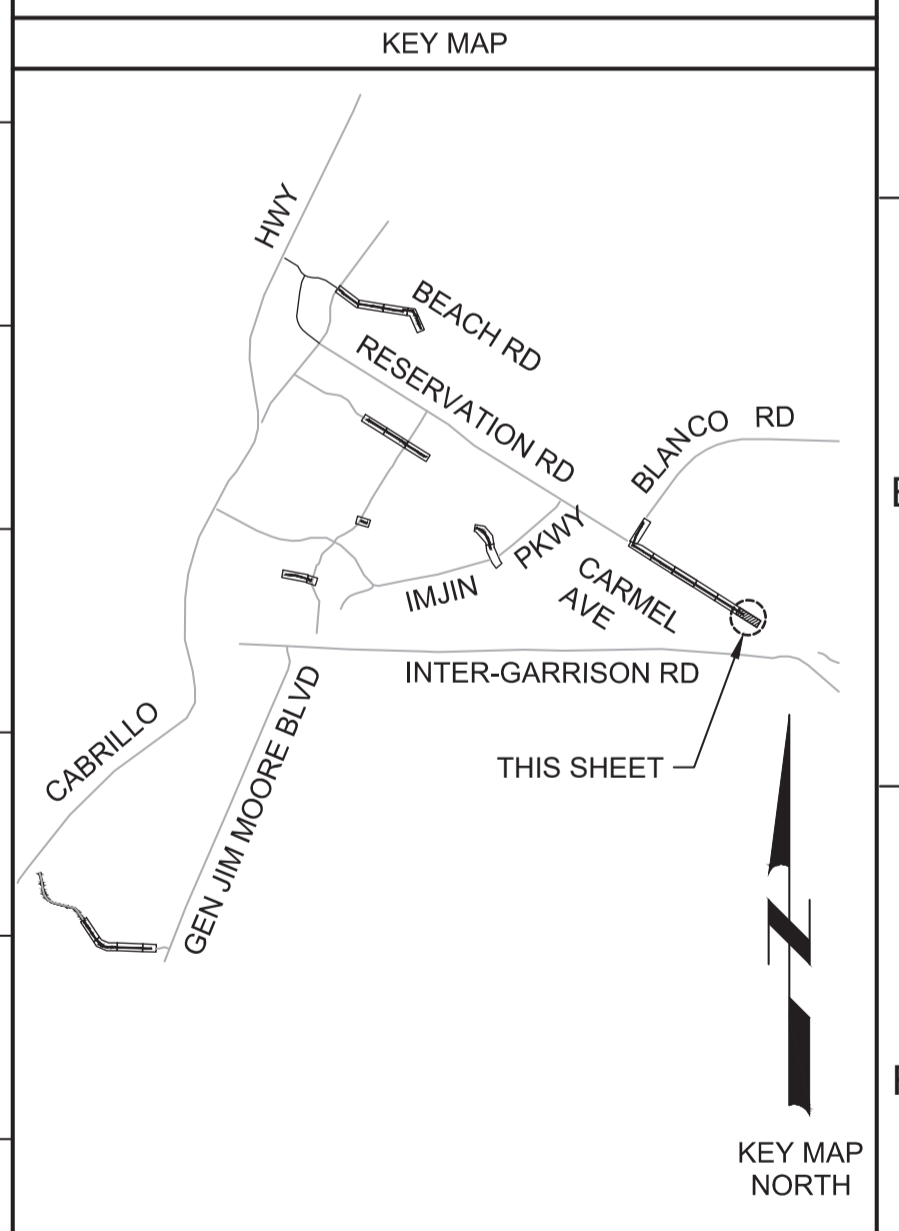 KEY MAP
HWY
BEACH RD
RESERVATION RD
BLANCO RD
IMJIN PKWY
CARMEL
AVE
INTER-GARRISON RD
CABRILLO
GEN JIM MOORE BLVD
THIS SHEET
N
KEY MAP
NORTH